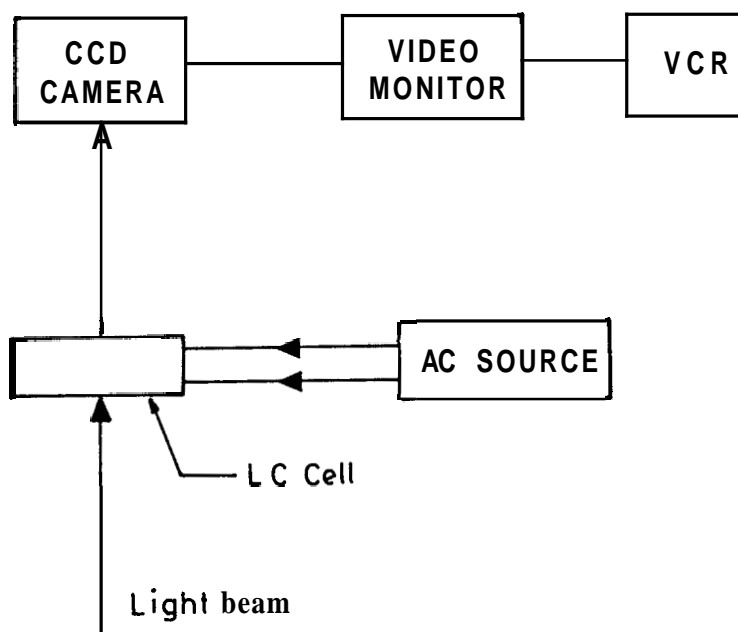 CCD
CAMERA
VIDEO
MONITOR
VCR
AC SOURCE
LC Cell
Light beam